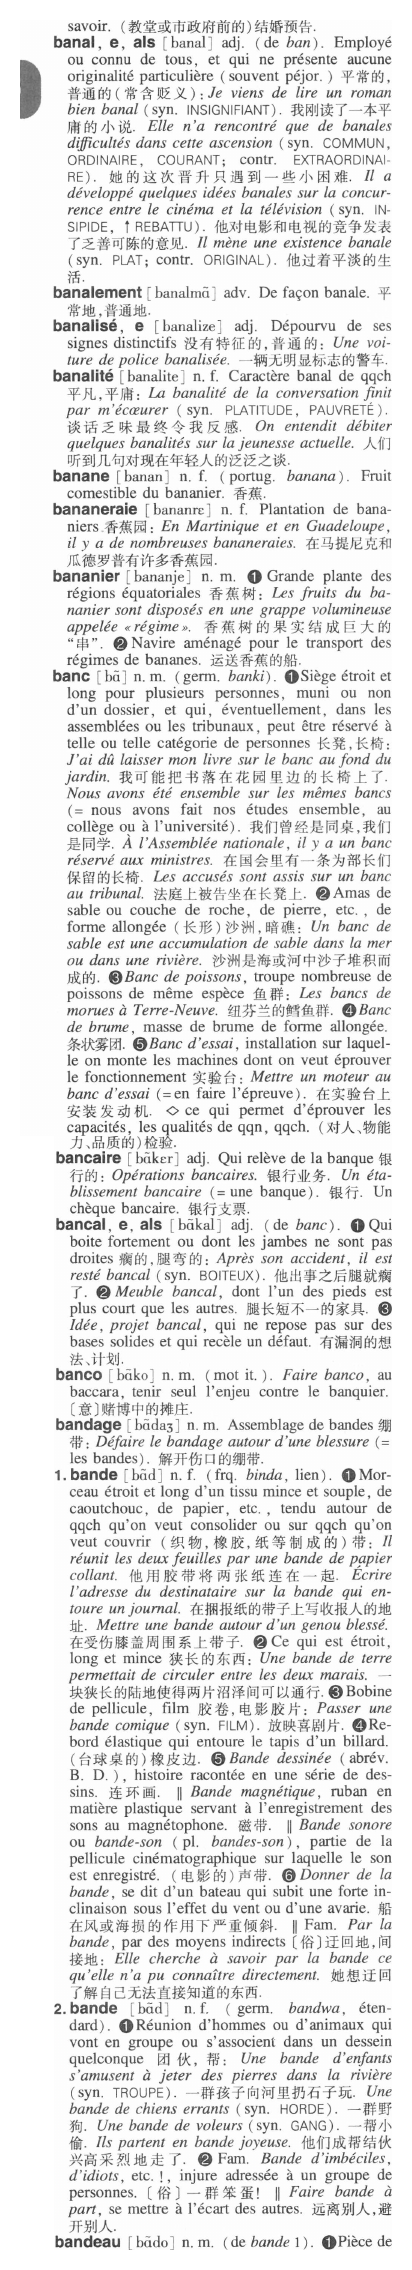 savoir. (教堂或市政府前的)结婚预告.
banal, e, als [banal] adj. (de ban). Employé
ou connu de tous, et qui ne présente aucune
originalité particulière (souvent péjor.) 平常的,
普通的(常含贬义): Je viens de lire un roman
bien banal (syn. INSIGNIFIANT). 我刚读了一本平
庸的小说. Elle n'a rencontré que de banales
difficultés dans cette ascension (syn. COMMUN,
ORDINAIRE, COURANT; contr. EXTRAORDINAI-
RE). 她的这次晋升只遇到一些小困难. Il a
développé quelques idées banales sur la concur-
rence entre le cinéma et la télévision (syn. IN-
SIPIDE, ↑REBATTU). 他对电影和电视的竞争发表
了乏善可陈的意见. Il mène une existence banale
(syn. PLAT; contr. ORIGINAL). 他过着平淡的生
活.
banalement [banalmã] adv. De façon banale. 平
常地,普通地.
banalisé, e [banalize] adj. Dépourvu de ses
signes distinctifs 没有特征的,普通的: Une voi-
ture de police banalisée. 一辆无明显标志的警车.
banalité [banalite] n. f. Caractère banal de qqch
平凡,平庸: La banalité de la conversation finit
par m'écœurer (syn. PLATITUDE, PAUVRETÉ).
谈话乏味最终令我反感. On entendit débiter
quelques banalités sur la jeunesse actuelle. 人们
听到几句对现在年轻人的泛泛之谈.
banane [banan] n. f. (portug. banana). Fruit
comestible du bananier. 香蕉.
bananeraie [bananrɛ] n. f. Plantation de bana-
niers 香蕉园: En Martinique et en Guadeloupe,
il y a de nombreuses bananeraies. 在马提尼克和
瓜德罗普有许多香蕉园.
bananier [bananje] n. m. ❶ Grande plante des
régions équatoriales 香蕉树: Les fruits du ba-
nanier sont disposés en une grappe volumineuse
appelée «régime». 香蕉树的果实结成巨大的
“串”. ❷ Navire aménagé pour le transport des
régimes de bananes. 运送香蕉的船.
banc [bã] n. m. (germ. banki). ❶Siège étroit et
long pour plusieurs personnes, muni ou non
d'un dossier, et qui, éventuellement, dans les
assemblées ou les tribunaux, peut être réservé à
telle ou telle catégorie de personnes 长凳,长椅:
J'ai dû laisser mon livre sur le banc au fond du
jardin. 我可能把书落在花园里边的长椅上了.
Nous avons été ensemble sur les mêmes bancs
(= nous avons fait nos études ensemble, au
collège ou à l'université). 我们曾经是同桌,我们
是同学. À l'Assemblée nationale, il y a un banc
réservé aux ministres. 在国会里有一条为部长们
保留的长椅. Les accusés sont assis sur un banc
au tribunal. 法庭上被告坐在长凳上. ❷Amas de
sable ou couche de roche, de pierre, etc., de
forme allongée (长形)沙洲,暗礁: Un banc de
sable est une accumulation de sable dans la mer
ou dans une rivière. 沙洲是海或河中沙子堆积而
成的. ❸Banc de poissons, troupe nombreuse de
poissons de même espèce 鱼群: Les bancs de
morues à Terre-Neuve. 纽芬兰的鳕鱼群. ❹Banc
de brume, masse de brume de forme allongée.
条状雾团. ❺Banc d'essai, installation sur laquel-
le on monte les machines dont on veut éprouver
le fonctionnement 实验台: Mettre un moteur au
banc d'essai (=en faire l'épreuve). 在实验台上
安装发动机. ◇ ce qui permet d'éprouver les
capacités, les qualités de qqn, qqch. (对人、物能
力、品质的)检验.
bancaire [bãkɛr] adj. Qui relève de la banque 银
行的: Opérations bancaires. 银行业务. Un éta-
blissement bancaire (=une banque). 银行. Un
chèque bancaire. 银行支票.
bancal, e, als [bãkal] adj. (de banc). ❶Qui
boite fortement ou dont les jambes ne sont pas
droites 瘸的,腿弯的: Après son accident, il est
resté bancal (syn. BOITEUX). 他出事之后腿就瘸
了. ❷ Meuble bancal, dont l'un des pieds est
plus court que les autres. 腿长短不一的家具. ❸
Idée, projet bancal, qui ne repose pas sur des
bases solides et qui recèle un défaut. 有漏洞的想
法、计划.
banco [bãko] n. m. (mot it.). Faire banco, au
baccara, tenir seul l'enjeu contre le banquier.
〔意〕赌博中的摊庄.
bandage [bãdaʒ] n. m. Assemblage de bandes 绷
带: Défaire le bandage autour d'une blessure (=
les bandes). 解开伤口的绷带.
1. bande [bãd] n. f. (frq. binda, lien). ❶Mor-
ceau étroit et long d'un tissu mince et souple, de
caoutchouc, de papier, etc., tendu autour de
qqch qu'on veut consolider ou sur qqch qu'on
veut couvrir (织物,橡胶,纸等制成的)带: Il
réunit les deux feuilles par une bande de papier
collant. 他用胶带将两张纸连在一起. Écrire
l'adresse du destinataire sur la bande qui en-
toure un journal. 在捆报纸的带子上写收报人的地
址. Mettre une bande autour d'un genou blessé.
在受伤膝盖周围系上带子. ❷Ce qui est étroit,
long et mince 狭长的东西: Une bande de terre
permettait de circuler entre les deux marais. 一
块狭长的陆地使得两片沼泽间可以通行. ❸Bobine
de pellicule, film 胶卷,电影胶片: Passer une
bande comique (syn. FILM). 放映喜剧片. ❹Re-
bord élastique qui entoure le tapis d'un billard.
(台球桌的)橡皮边. ❺ Bande dessinée (abrév.
B. D.), histoire racontée en une série de des-
sins. 连环画. ‖ Bande magnétique, ruban en
matière plastique servant à l'enregistrement des
sons au magnétophone. 磁带. ‖ Bande sonore
ou bande-son (pl. bandes-son), partie de la
pellicule cinématographique sur laquelle le son
est enregistré. (电影的)声带. ❻Donner de la
bande, se dit d'un bateau qui subit une forte in-
clinaison sous l'effet du vent ou d'une avarie. 船
在风或海损的作用下严重倾斜. ‖ Fam. Par la
bande, par des moyens indirects〔俗〕迂回地,间
接地: Elle cherche à savoir par la bande ce
qu'elle n'a pu connaître directement. 她想迂回
了解自己无法直接知道的东西.
2. bande [bãd] n. f. (germ. bandwa, éten-
dard). ❶Réunion d'hommes ou d'animaux qui
vont en groupe ou s'associent dans un dessein
quelconque 团伙,帮: Une bande d'enfants
s'amusent à jeter des pierres dans la rivière
(syn. TROUPE). 一群孩子向河里扔石子玩. Une
bande de chiens errants (syn. HORDE). 一群野
狗. Une bande de voleurs (syn. GANG). 一帮小
偷. Ils partent en bande joyeuse. 他们成帮结伙
兴高采烈地走了. ❷ Fam. Bande d'imbéciles,
d'idiots, etc.!, injure adressée à un groupe de
personnes. 〔俗〕一群笨蛋! ‖ Faire bande à
part, se mettre à l'écart des autres. 远离别人,避
开别人.
bandeau [bãdo] n. m. (de bande 1). ❶Pièce de